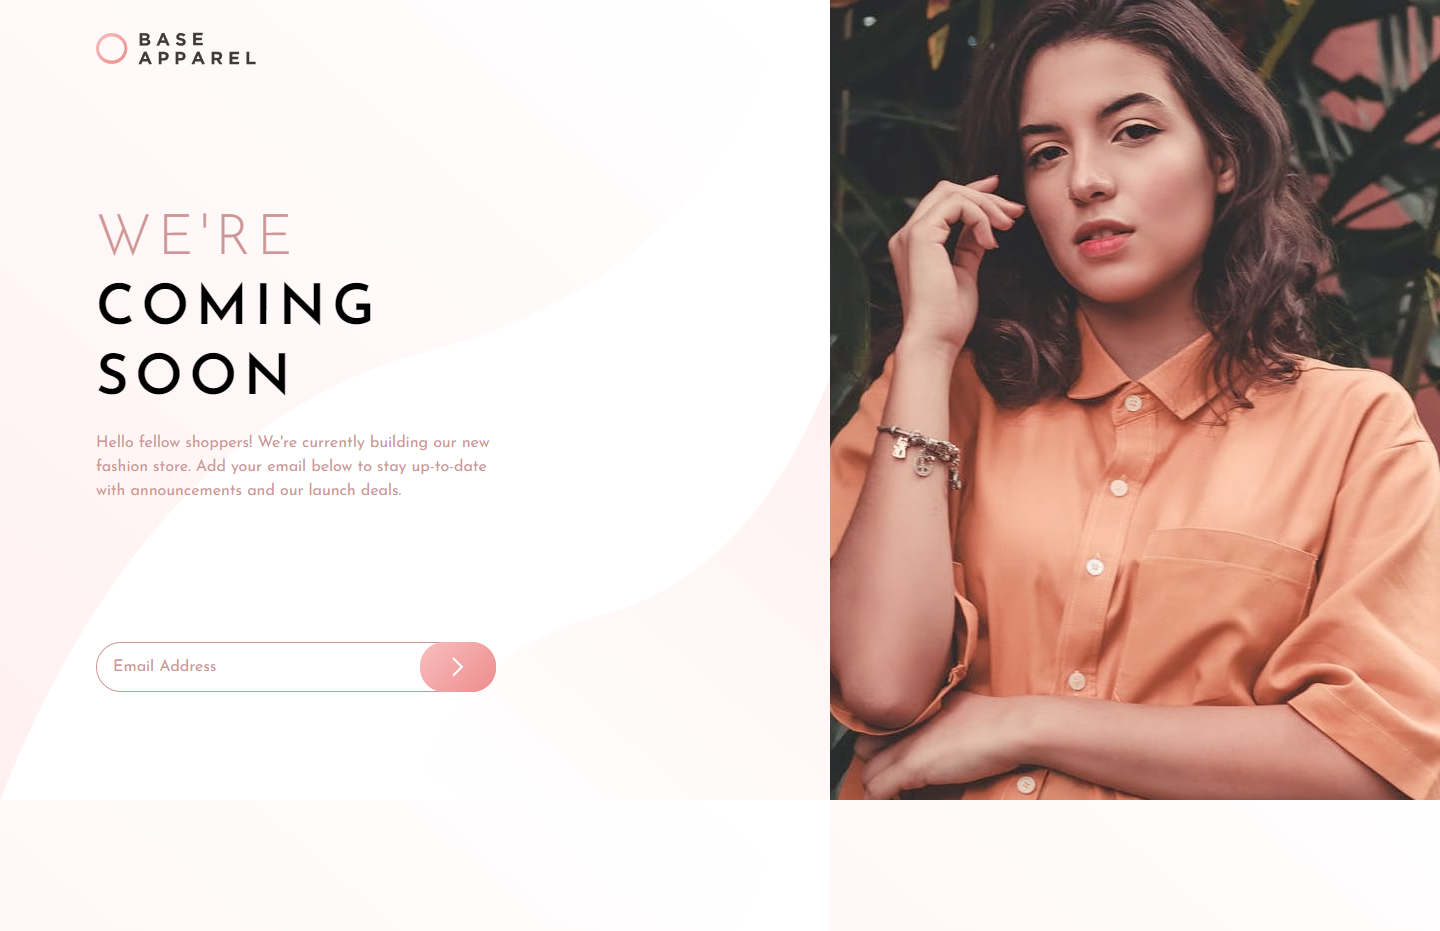 BASE
APPAREL
WE'RE
COMING
SOON
Hello fellow shoppers! We're currently building our new
fashion store. Add your email below to stay up-to-date
with announcements and our launch deals.
Email Address